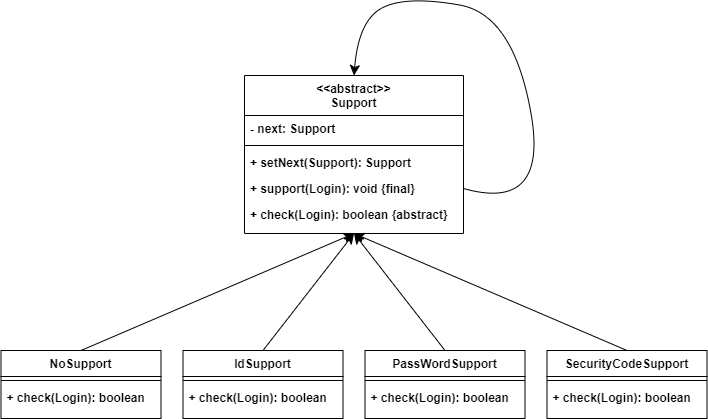 <<abstract>>
Support
- next: Support
+ setNext(Support): Support
+ support(Login): void {final}
+ check(Login): boolean {abstract}
NoSupport
+ check(Login): boolean
IdSupport
+ check(Login): boolean
PassWordSupport
+ check(Login): boolean
SecurityCodeSupport
+ check(Login): boolean